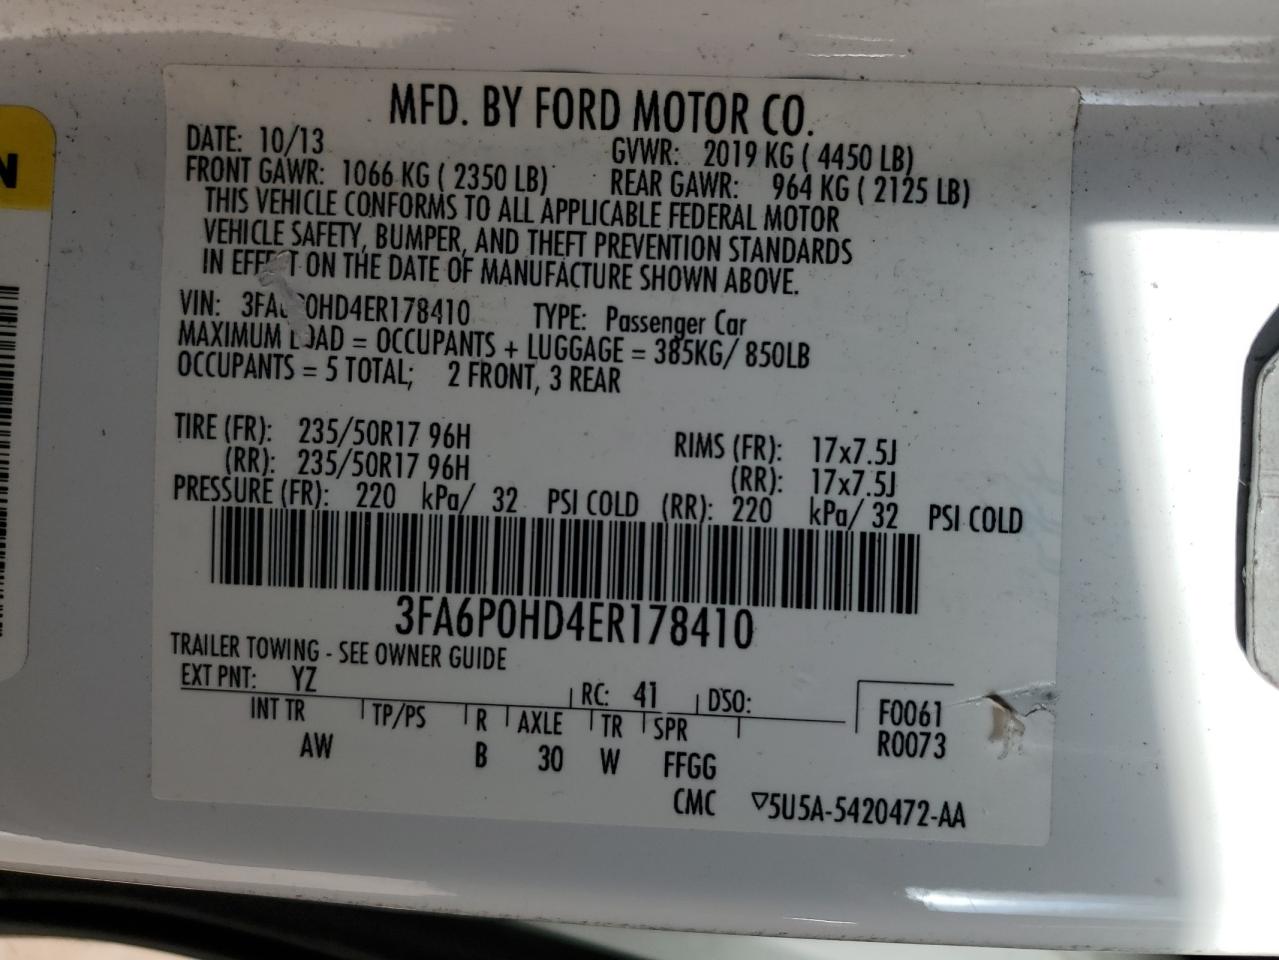 N
MFD. BY FORD MOTOR CO.
DATE: 10/13 GVWR: 2019 KG ( 4450 LB)
FRONT GAWR: 1066 KG ( 2350 LB) REAR GAWR: 964 KG ( 2125 LB)
THIS VEHICLE CONFORMS TO ALL APPLICABLE FEDERAL MOTOR
VEHICLE SAFETY, BUMPER, AND THEFT PREVENTION STANDARDS
IN EFFECT ON THE DATE OF MANUFACTURE SHOWN ABOVE.
VIN: 3FA6P0HD4ER178410 TYPE: Passenger Car
MAXIMUM LOAD = OCCUPANTS + LUGGAGE = 385KG/ 850LB
OCCUPANTS = 5 TOTAL; 2 FRONT, 3 REAR
TIRE (FR): 235/50R17 96H RIMS (FR): 17x7.5J
(RR): 235/50R17 96H (RR): 17x7.5J
PRESSURE (FR): 220 kPa/ 32 PSI COLD (RR): 220 kPa/ 32 PSI COLD
3FA6P0HD4ER178410
TRAILER TOWING - SEE OWNER GUIDE
EXT PNT: YZ RC: 41 DSO:
INT TR TP/PS R AXLE TR SPR F0061
AW B 30 W FFGG R0073
CMC ▽5U5A-5420472-AA